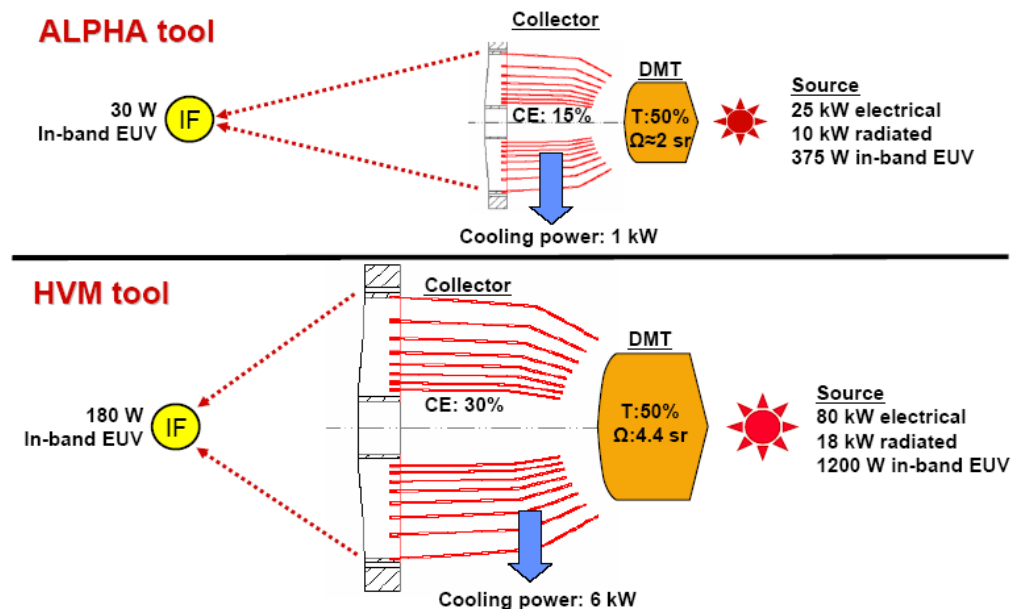 ALPHA tool
Collector
DMT
Source
25 kW electrical
10 kW radiated
375 W in-band EUV
30 W
In-band EUV
IF
CE: 15%
T:50%
Ω≈2 sr
Cooling power: 1 kW
HVM tool
Collector
DMT
Source
80 kW electrical
18 kW radiated
1200 W in-band EUV
180 W
In-band EUV
IF
CE: 30%
T:50%
Ω:4.4 sr
Cooling power: 6 kW